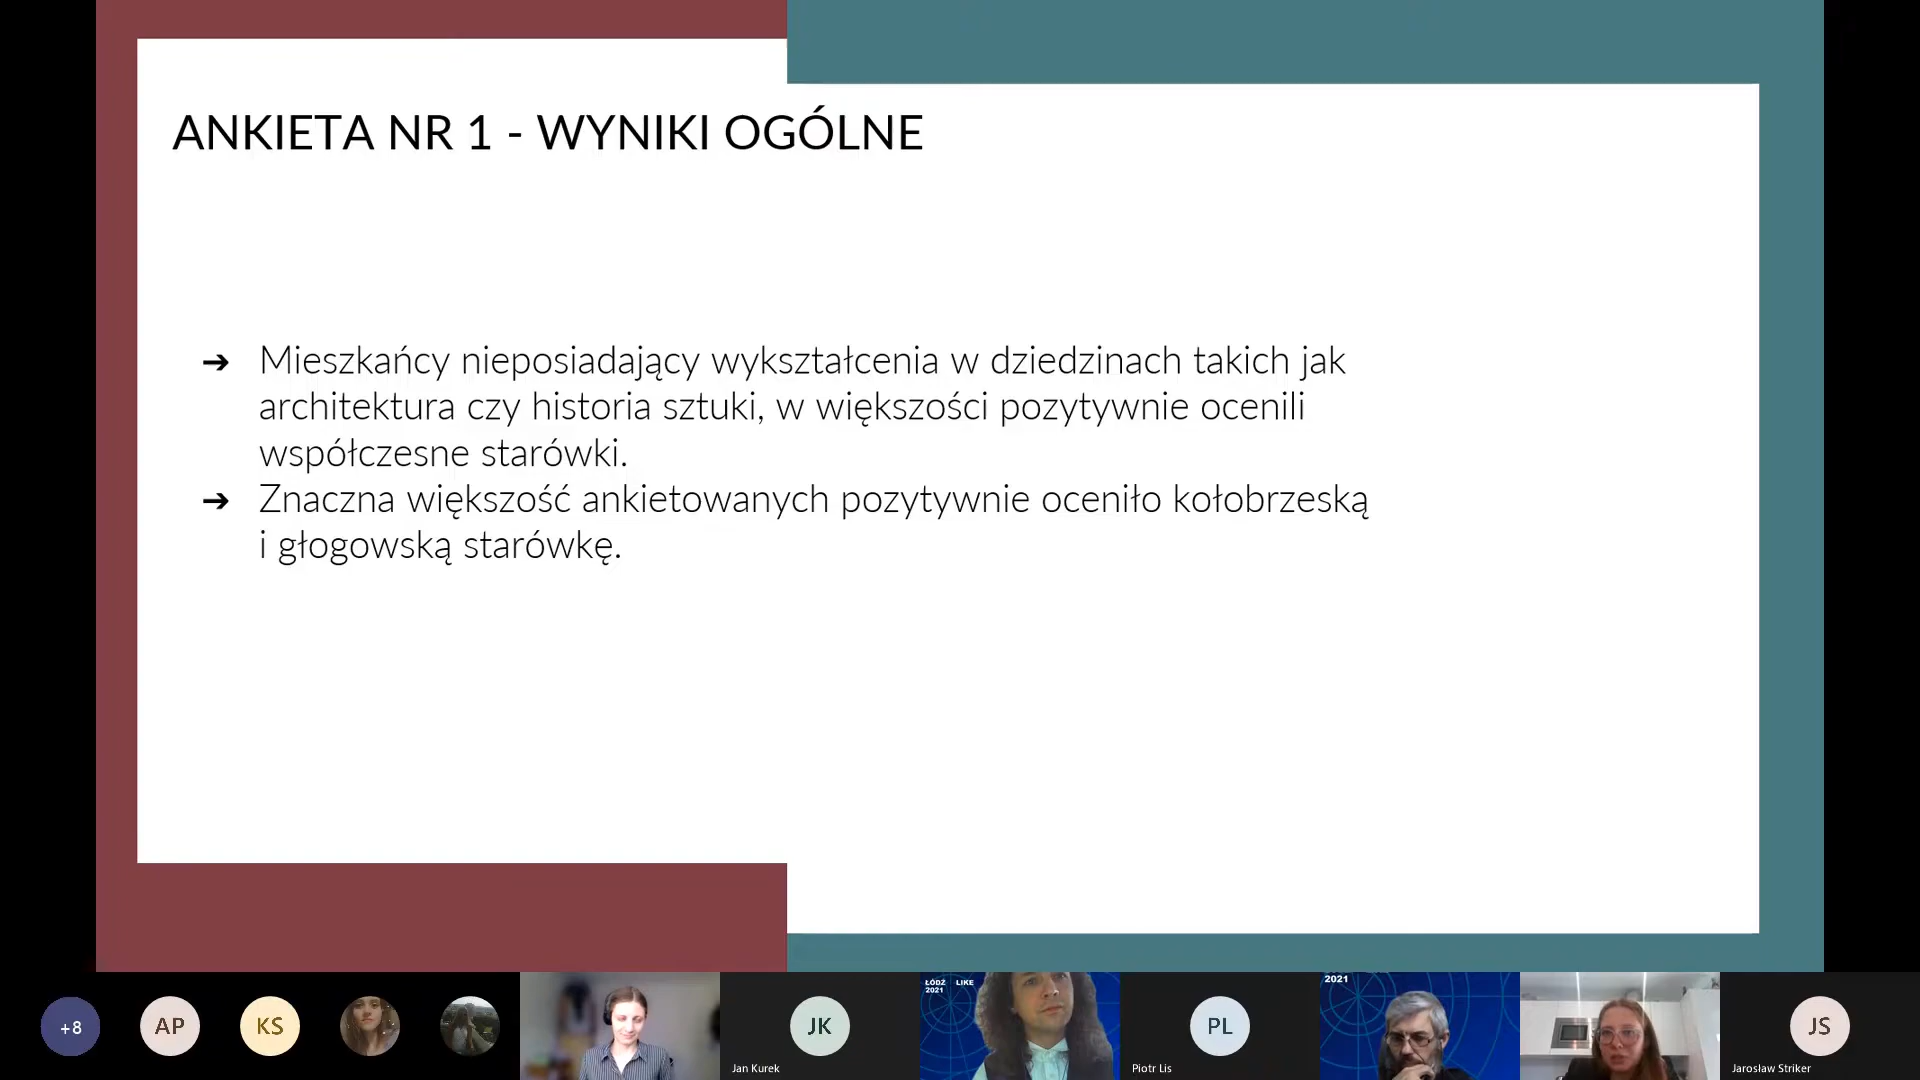 ANKIETA NR 1 - WYNIKI OGÓLNE
➔ Mieszkańcy nieposiadający wykształcenia w dziedzinach takich jak
architektura czy historia sztuki, w większości pozytywnie ocenili
współczesne starówki.
➔ Znaczna większość ankietowanych pozytywnie oceniło kołobrzeską
i głogowską starówkę.
+8
AP
KS
JK
Jan Kurek
ŁÓDŹ LIKE
2021
PL
Piotr Lis
2021
JS
Jarosław Striker